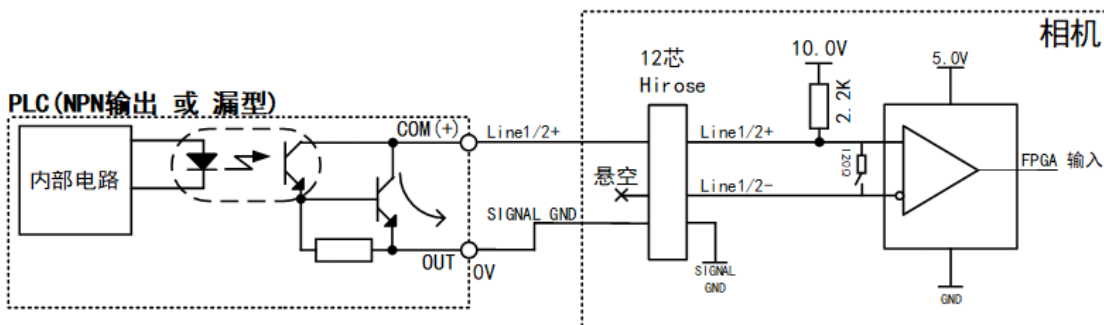 相机
12芯
Hirose
10.0V
5.0V
2.2K
PLC(NPN输出 或 漏型)
COM(+)
Line1/2+
Line1/2+
120Ω
FPGA 输入
内部电路
悬空
Line1/2-
SIGNAL GND
OUT
0V
SIGNAL
GND
GND